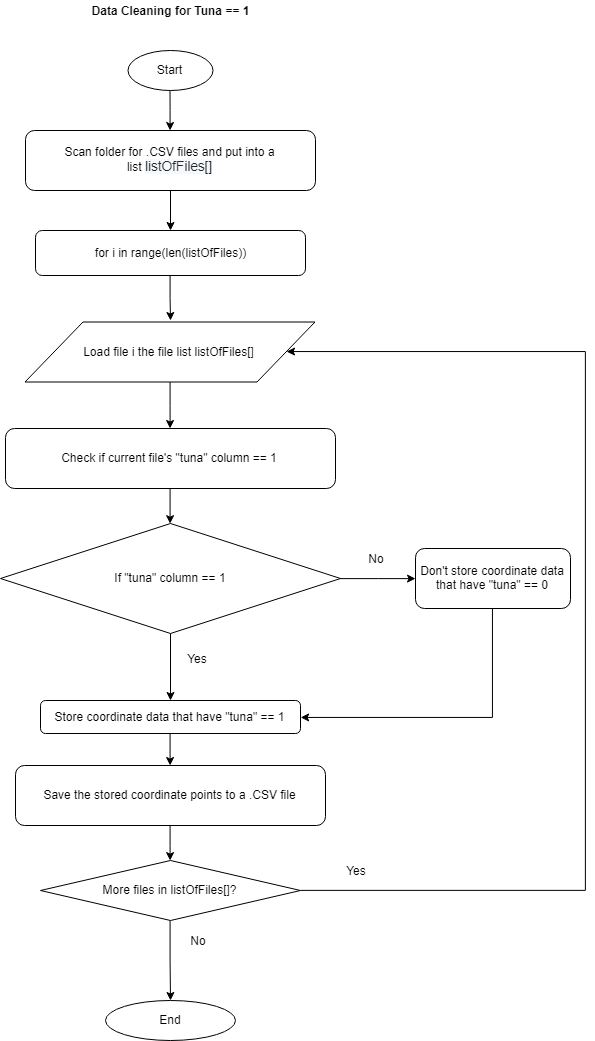 Data Cleaning for Tuna == 1
Start
Scan folder for .CSV files and put into a
list listOfFiles[]
for i in range(len(listOfFiles))
Load file i the file list listOfFiles[]
Check if current file's "tuna" column == 1
If "tuna" column == 1
No
Don't store coordinate data
that have "tuna" == 0
Yes
Store coordinate data that have "tuna" == 1
Save the stored coordinate points to a .CSV file
More files in listOfFiles[]?
Yes
No
End